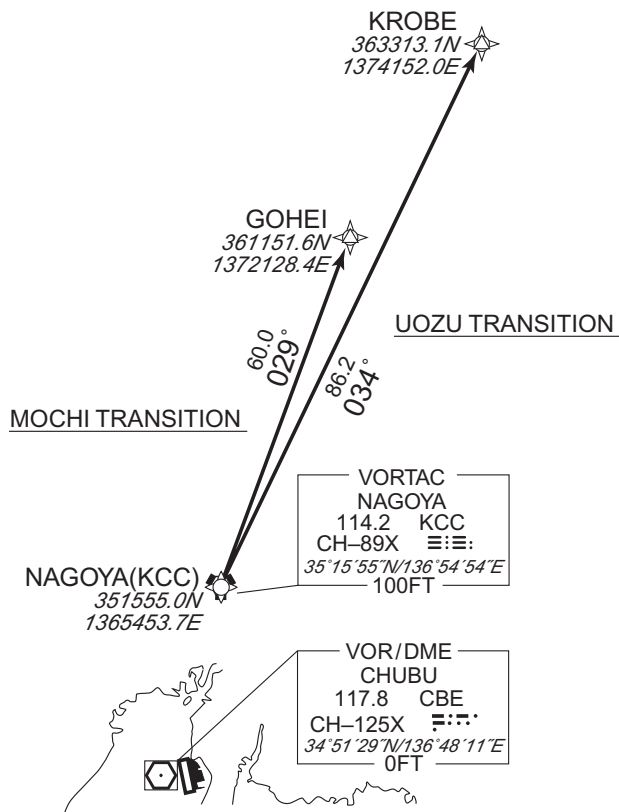 KROBE
363313.1N
1374152.0E
GOHEI
361151.6N
1372128.4E
UOZU TRANSITION
60.0
029°
86.2
034°
MOCHI TRANSITION
VORTAC
NAGOYA
114.2 KCC
CH–89X
35°15´55˝N/136°54´54˝E
100FT
NAGOYA(KCC)
351555.0N
1365453.7E
VOR/DME
CHUBU
117.8 CBE
CH–125X
34°51´29˝N/136°48´11˝E
0FT